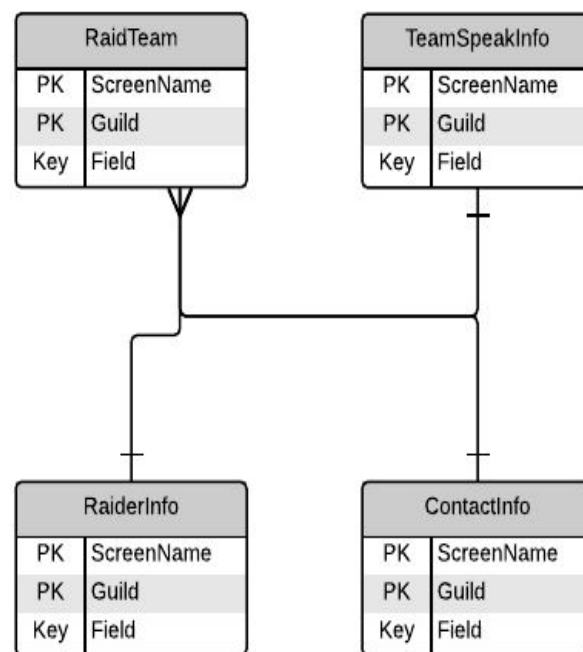 RaidTeam
PK ScreenName
PK Guild
Key Field
TeamSpeakInfo
PK ScreenName
PK Guild
Key Field
RaiderInfo
PK ScreenName
PK Guild
Key Field
ContactInfo
PK ScreenName
PK Guild
Key Field